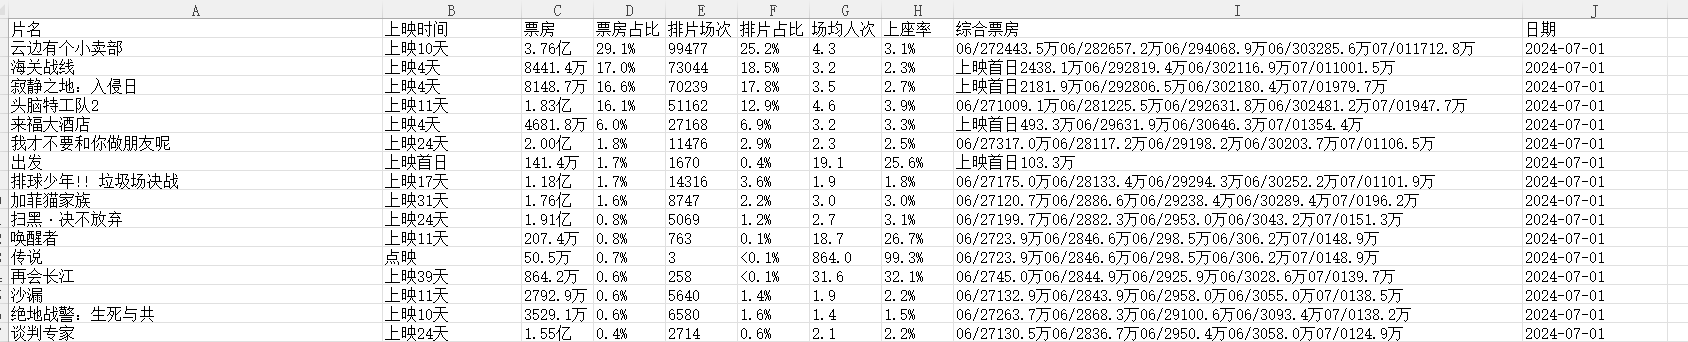 A B C D E F G H I J
片名 上映时间 票房 票房占比 排片场次 排片占比 场均人次 上座率 综合票房 日期
云边有个小卖部 上映10天 3.76亿 29.1% 99477 25.2% 4.3 3.1% 06/272443.5万06/282657.2万06/294068.9万06/303285.6万07/011712.8万 2024-07-01
海关战线 上映4天 8441.4万 17.0% 73044 18.5% 3.2 2.3% 上映首日2438.1万06/292819.4万06/302116.9万07/011001.5万 2024-07-01
寂静之地：入侵日 上映4天 8148.7万 16.6% 70239 17.8% 3.5 2.7% 上映首日2181.9万06/292806.5万06/302180.4万07/01979.7万 2024-07-01
头脑特工队2 上映11天 1.83亿 16.1% 51162 12.9% 4.6 3.9% 06/271009.1万06/281225.5万06/292631.8万06/302481.2万07/01947.7万 2024-07-01
来福大酒店 上映4天 4681.8万 6.0% 27168 6.9% 3.2 3.3% 上映首日493.3万06/29631.9万06/30646.3万07/01354.4万 2024-07-01
我才不要和你做朋友呢 上映24天 2.00亿 1.8% 11476 2.9% 2.3 2.5% 06/27317.0万06/28117.2万06/29198.2万06/30203.7万07/01106.5万 2024-07-01
出发 上映首日 141.4万 1.7% 1670 0.4% 19.1 25.6% 上映首日103.3万 2024-07-01
排球少年!! 垃圾场决战 上映17天 1.18亿 1.7% 14316 3.6% 1.9 1.8% 06/27175.0万06/28133.4万06/29294.3万06/30252.2万07/01101.9万 2024-07-01
加菲猫家族 上映31天 1.76亿 1.6% 8747 2.2% 3.0 3.0% 06/27120.7万06/2886.6万06/29238.4万06/30289.4万07/0196.2万 2024-07-01
扫黑·决不放弃 上映24天 1.91亿 0.8% 5069 1.2% 2.7 3.1% 06/27199.7万06/2882.3万06/2953.0万06/3043.2万07/0151.3万 2024-07-01
唤醒者 上映11天 207.4万 0.8% 763 0.1% 18.7 26.7% 06/2723.9万06/2846.6万06/298.5万06/306.2万07/0148.9万 2024-07-01
传说 点映 50.5万 0.7% 3 <0.1% 864.0 99.3% 06/2723.9万06/2846.6万06/298.5万06/306.2万07/0148.9万 2024-07-01
再会长江 上映39天 864.2万 0.6% 258 <0.1% 31.6 32.1% 06/2745.0万06/2844.9万06/2925.9万06/3028.6万07/0139.7万 2024-07-01
沙漏 上映11天 2792.9万 0.6% 5640 1.4% 1.9 2.2% 06/27132.9万06/2843.9万06/2958.0万06/3055.0万07/0138.5万 2024-07-01
绝地战警：生死与共 上映10天 3529.1万 0.6% 6580 1.6% 1.4 1.5% 06/27263.7万06/2868.3万06/29100.6万06/3093.4万07/0138.2万 2024-07-01
谈判专家 上映24天 1.55亿 0.4% 2714 0.6% 2.1 2.2% 06/27130.5万06/2836.7万06/2950.4万06/3058.0万07/0124.9万 2024-07-01